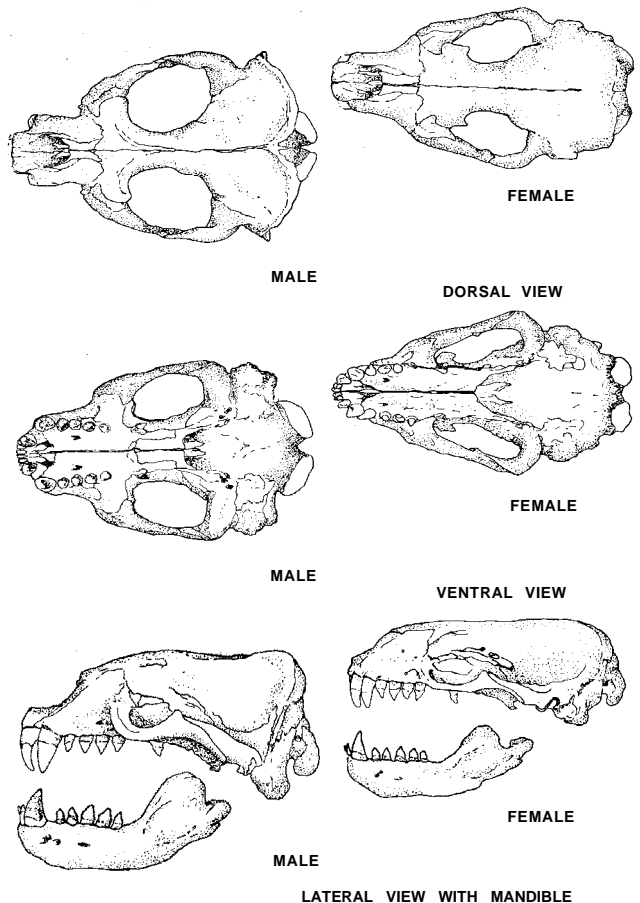 FEMALE
MALE
DORSAL VIEW
FEMALE
MALE
VENTRAL VIEW
FEMALE
MALE
LATERAL VIEW WITH MANDIBLE